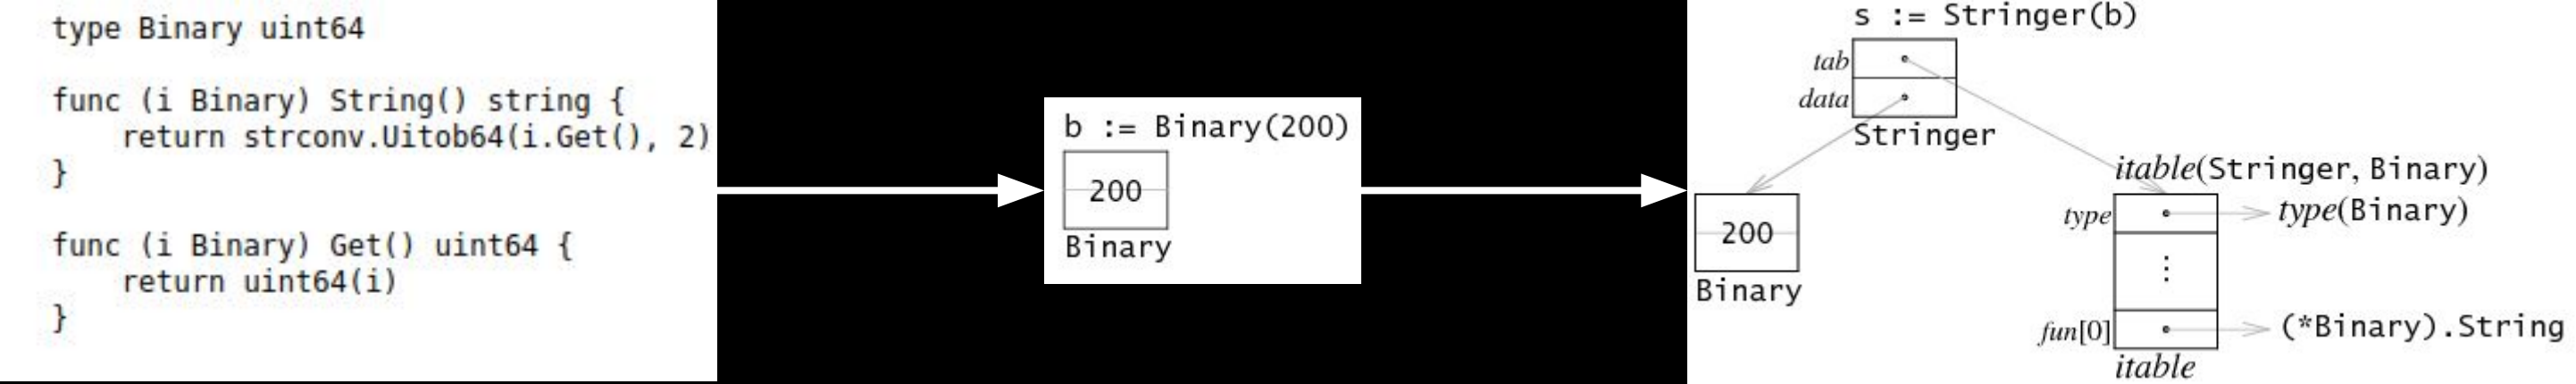 type Binary uint64
func (i Binary) String() string {
    return strconv.Uitob64(i.Get(), 2)
}
func (i Binary) Get() uint64 {
    return uint64(i)
}
b := Binary(200)
200
Binary
s := Stringer(b)
tab
data
Stringer
200
Binary
itable(Stringer, Binary)
type
type(Binary)
⋮
fun[0]
(*Binary).String
itable